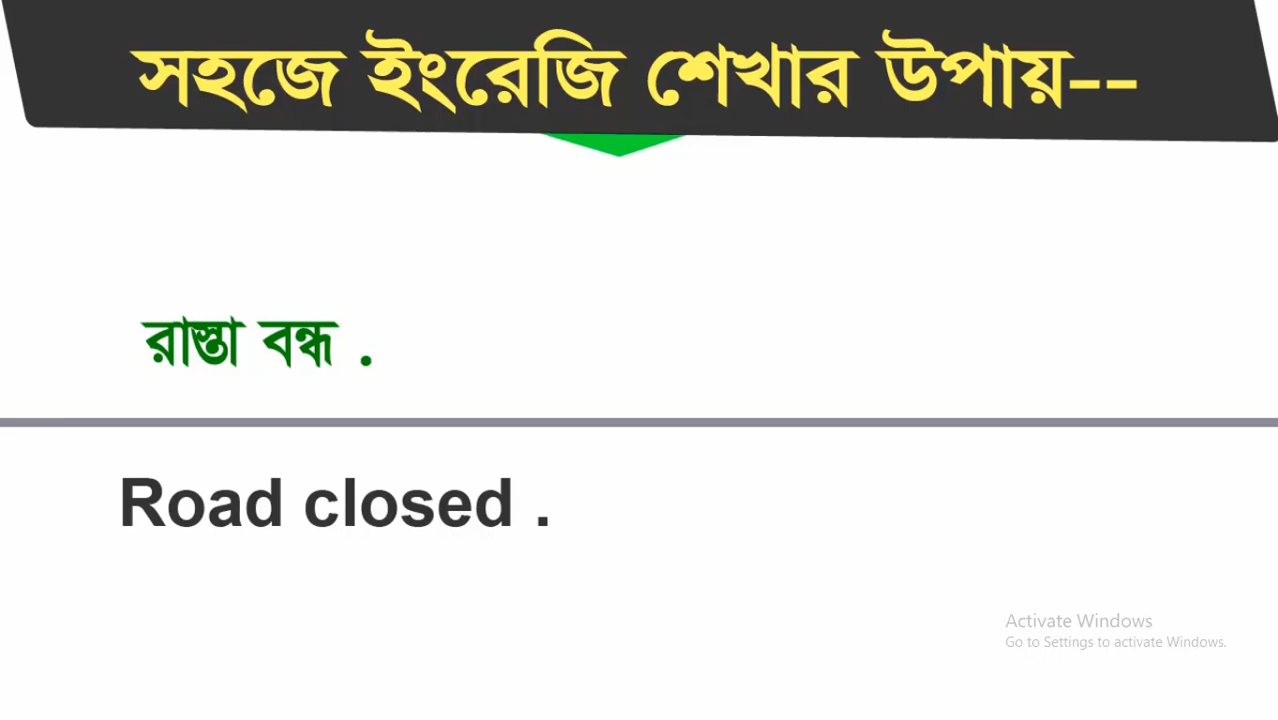 সহজে ইংরেজি শেখার উপায়--
রাস্তা বন্ধ .
Road closed .
Activate Windows
Go to Settings to activate Windows.